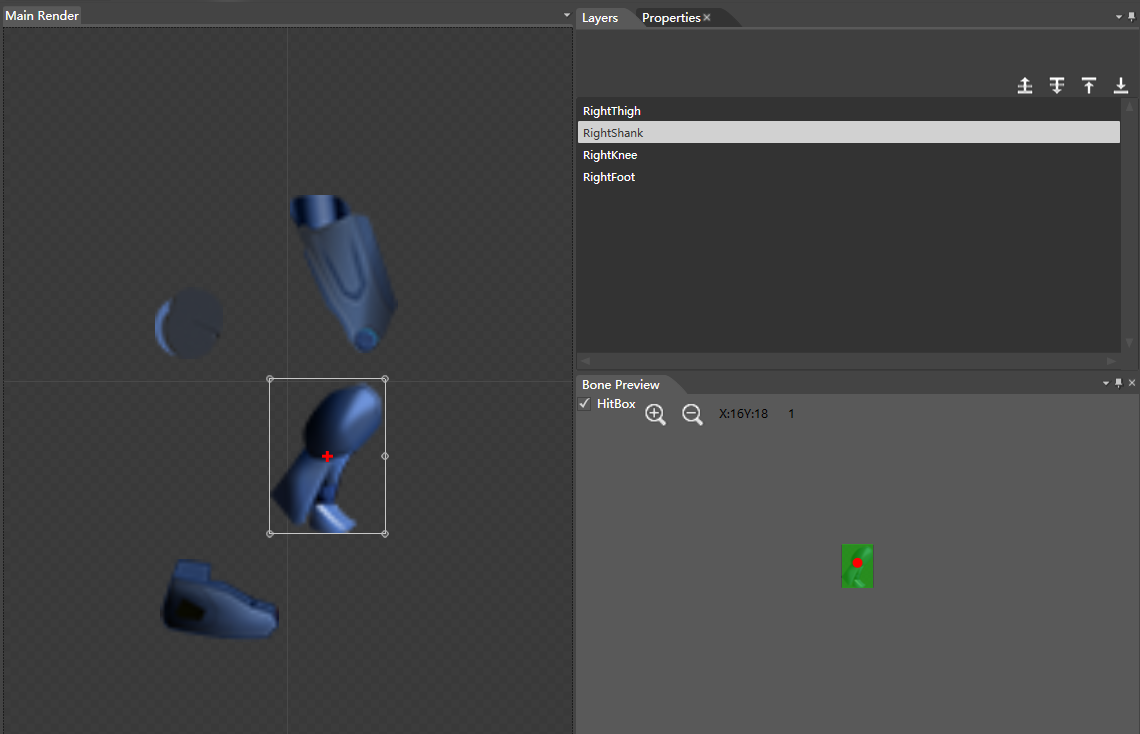 Main Render
Layers
Properties
RightThigh
RightShank
RightKnee
RightFoot
Bone Preview
HitBox
X:16Y:18 1